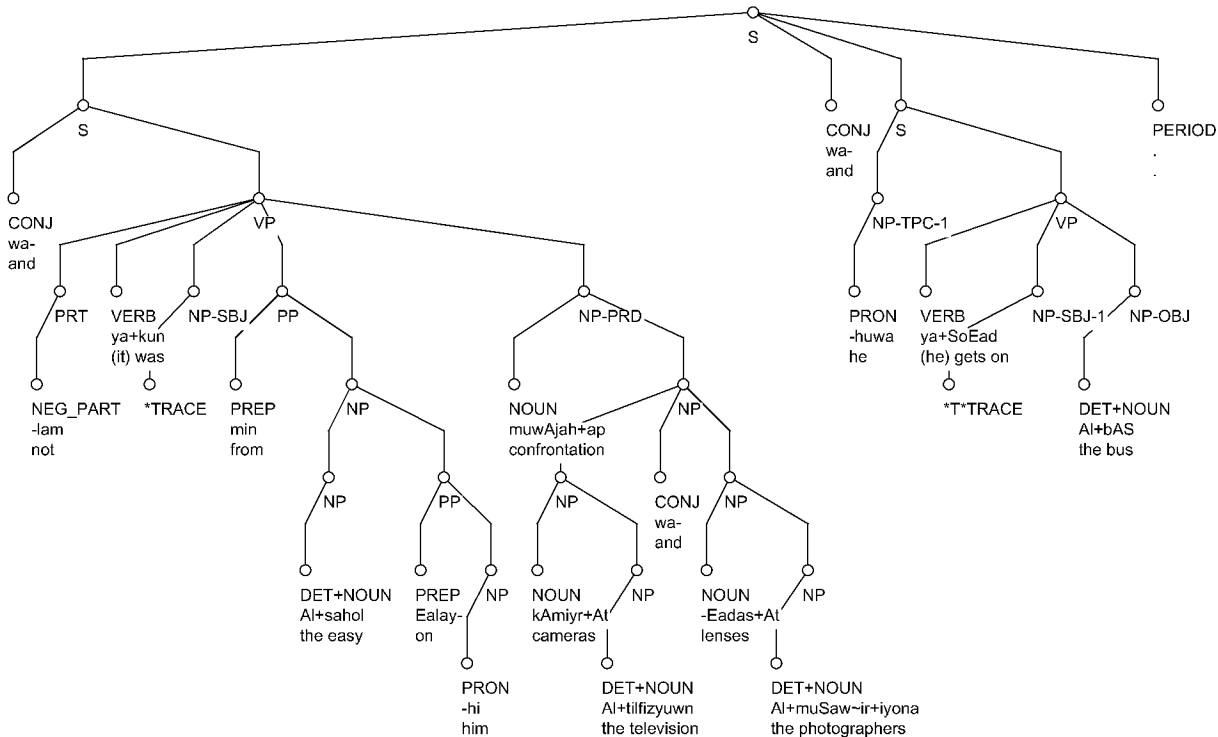 S
S
CONJ
wa-
and
S
PERIOD
.
.
CONJ
wa-
and
VP
NP-TPC-1
VP
PRT
VERB
ya+kun
(it) was
NP-SBJ
PP
NP-PRD
PRON
-huwa
he
VERB
ya+SoEad
(he) gets on
NP-SBJ-1
NP-OBJ
NEG_PART
-lam
not
*TRACE
PREP
min
from
NP
NOUN
muwAjah+ap
confrontation
NP
*T*TRACE
DET+NOUN
Al+bAS
the bus
NP
PP
NP
CONJ
wa-
and
NP
DET+NOUN
Al+sahol
the easy
PREP
Ealay-
on
NP
NOUN
kAmiyr+At
cameras
NP
NOUN
-Eadas+At
lenses
NP
PRON
-hi
him
DET+NOUN
Al+tilfizyuwn
the television
DET+NOUN
Al+muSaw~ir+iyona
the photographers